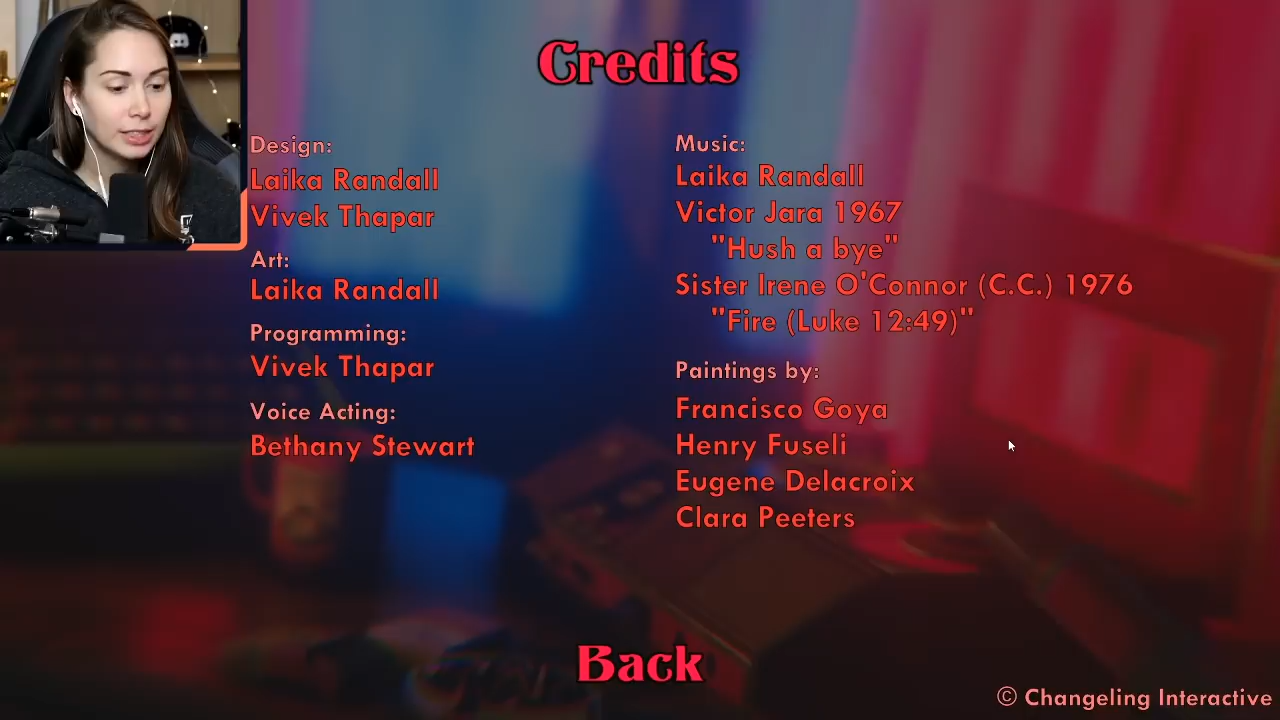 Credits
Design:
Laika Randall
Vivek Thapar
Art:
Laika Randall
Programming:
Vivek Thapar
Voice Acting:
Bethany Stewart
Music:
Laika Randall
Victor Jara 1967
"Hush a bye"
Sister Irene O'Connor (C.C.) 1976
"Fire (Luke 12:49)"
Paintings by:
Francisco Goya
Henry Fuseli
Eugene Delacroix
Clara Peeters
Back
© Changeling Interactive